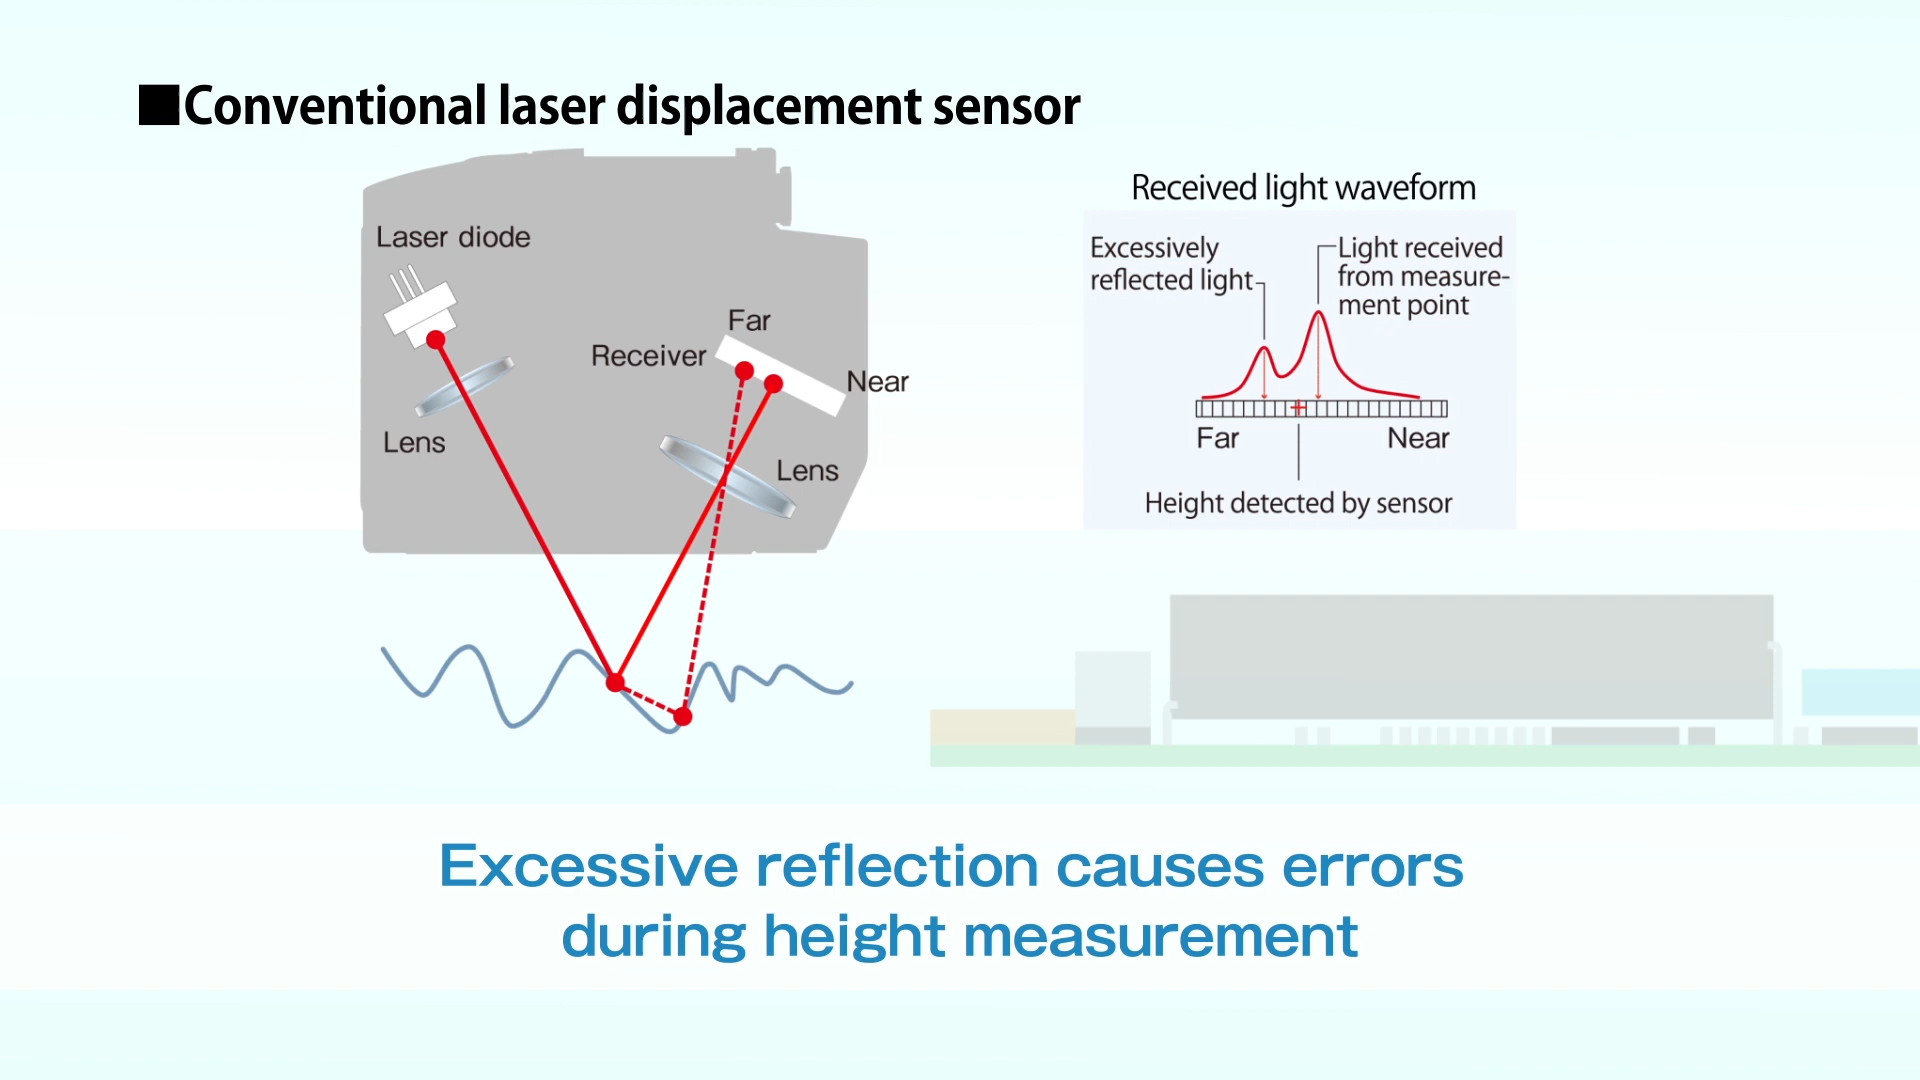 ■Conventional laser displacement sensor
Laser diode
Lens
Receiver
Far
Near
Lens
Received light waveform
Excessively
reflected light
Light received
from measure-
ment point
Far
Near
Height detected by sensor
Excessive reflection causes errors
during height measurement